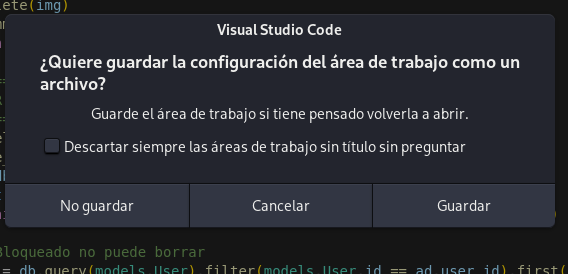 lete(img)
Visual Studio Code
¿Quiere guardar la configuración del área de trabajo como un
archivo?
Guarde el área de trabajo si tiene pensado volverla a abrir.
Descartar siempre las áreas de trabajo sin título sin preguntar
No guardar
Cancelar
Guardar
Bloqueado no puede borrar
= db.query(models.User).filter(models.User.id == ad.user_id).first(